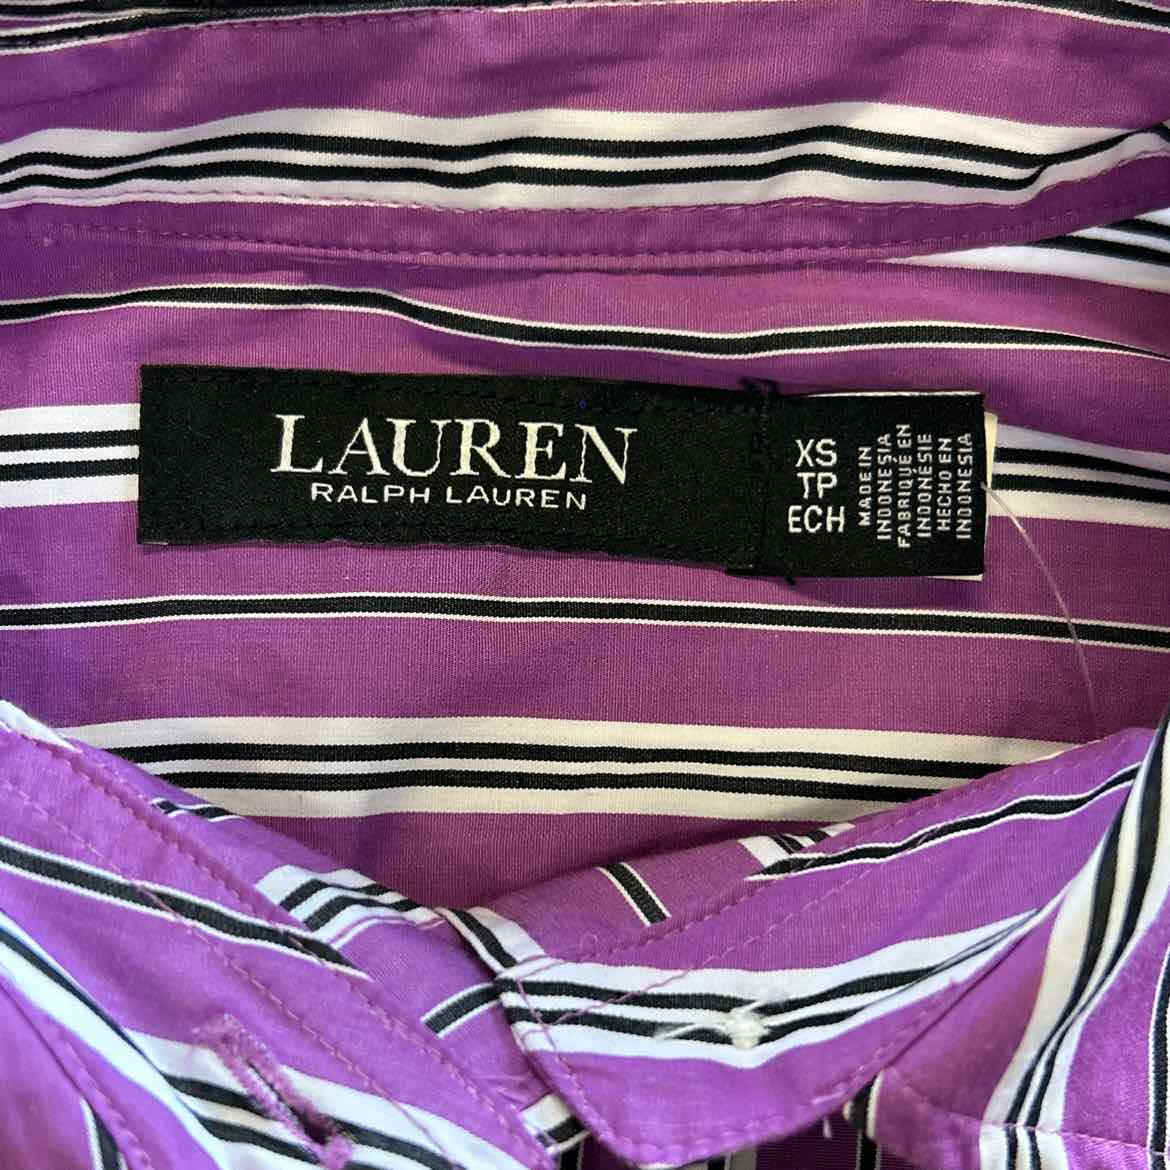 LAUREN
RALPH LAUREN
XS
TP
ECH
MADE IN
INDONESIA
FABRIQUÉ EN
INDONÉSIE
HECHO EN
INDONESIA